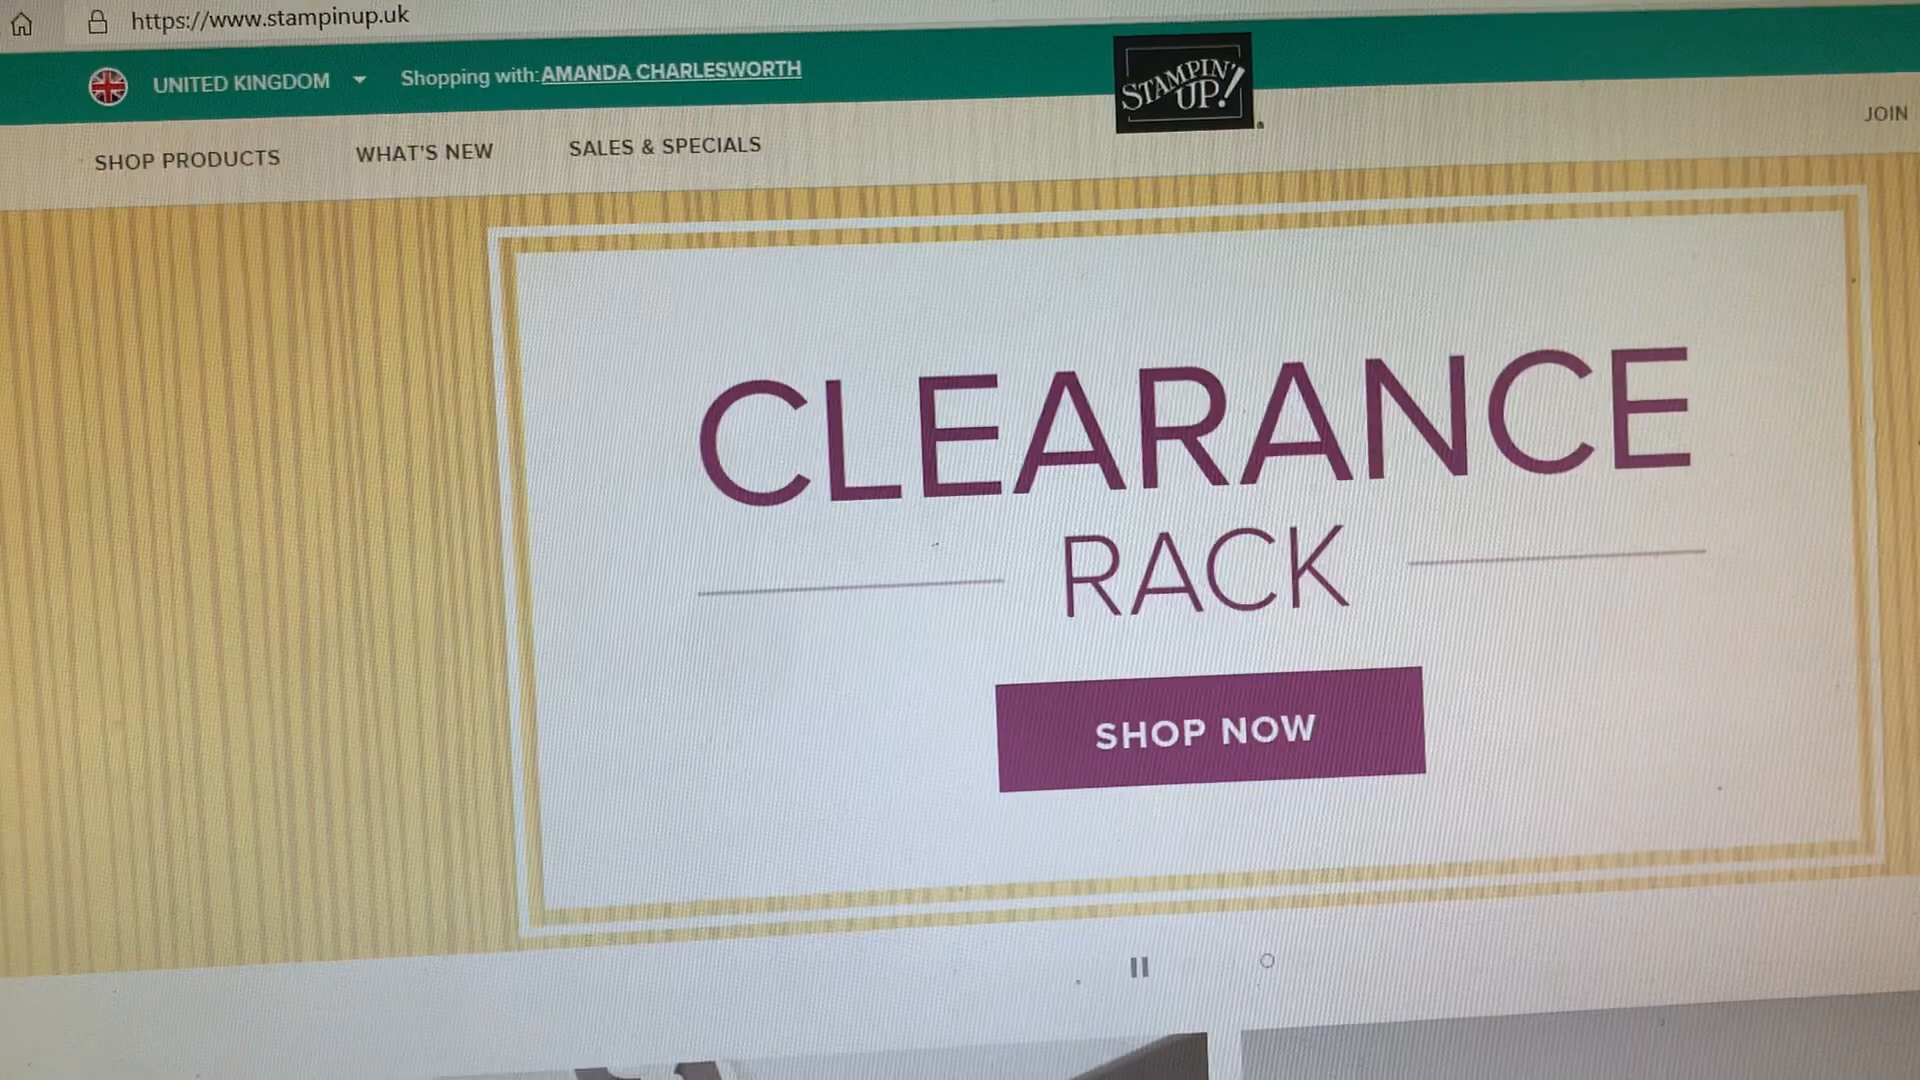 https://www.stampinup.uk
UNITED KINGDOM Shopping with: AMANDA CHARLESWORTH
STAMPIN' UP!
JOIN
SHOP PRODUCTS WHAT'S NEW SALES & SPECIALS
CLEARANCE
RACK
SHOP NOW